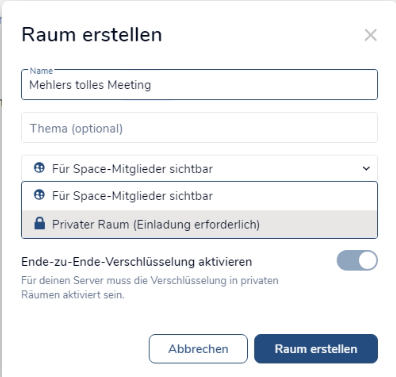 Raum erstellen
Name
Mehlers tolles Meeting
Thema (optional)
Für Space-Mitglieder sichtbar
Für Space-Mitglieder sichtbar
Privater Raum (Einladung erforderlich)
Ende-zu-Ende-Verschlüsselung aktivieren
Für deinen Server muss die Verschlüsselung in privaten
Räumen aktiviert sein.
Abbrechen
Raum erstellen